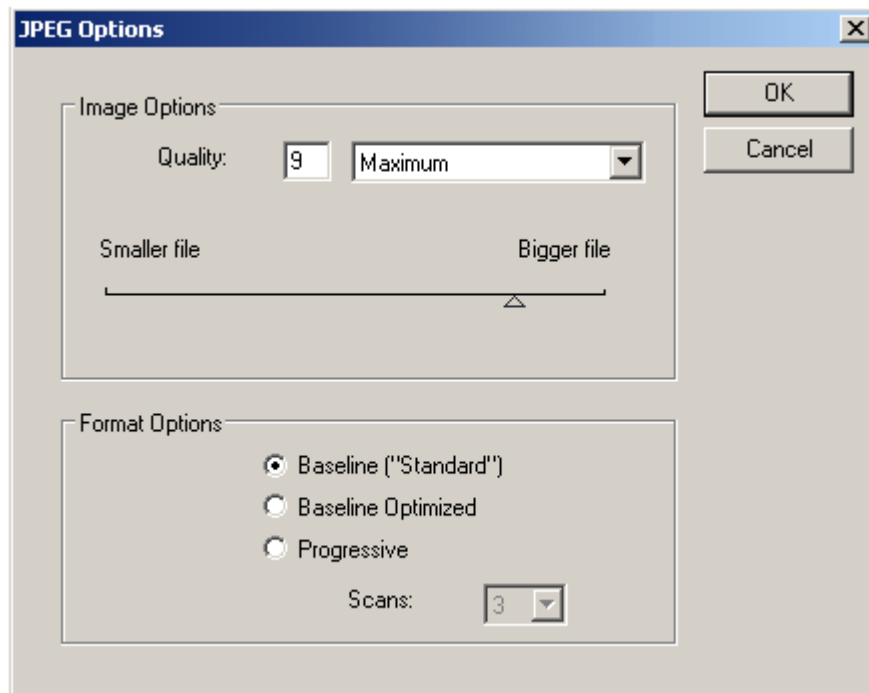 JPEG Options
OK
Cancel
Image Options
Quality: 9 Maximum
Smaller file Bigger file
Format Options
Baseline ("Standard")
Baseline Optimized
Progressive
Scans: 3